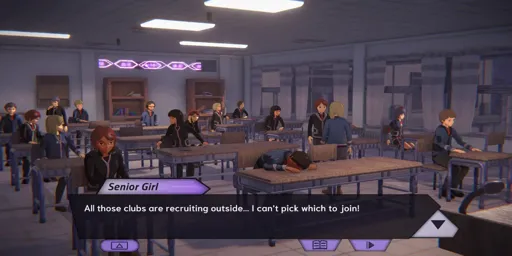 Senior Girl
All those clubs are recruiting outside... I can't pick which to join!